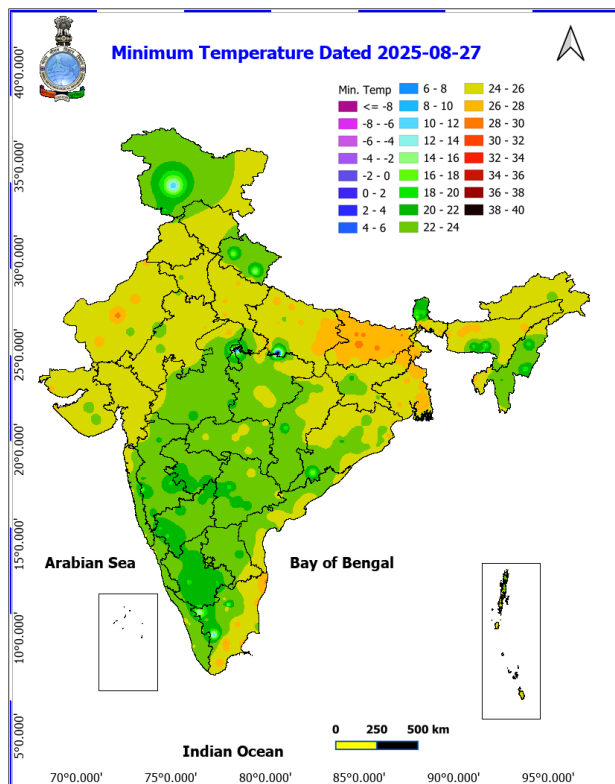 Minimum Temperature Dated 2025-08-27
Min. Temp
<= -8
-8 - -6
-6 - -4
-4 - -2
-2 - 0
0 - 2
2 - 4
4 - 6
6 - 8
8 - 10
10 - 12
12 - 14
14 - 16
16 - 18
18 - 20
20 - 22
22 - 24
24 - 26
26 - 28
28 - 30
30 - 32
32 - 34
34 - 36
36 - 38
38 - 40
40°0.000'
35°0.000'
30°0.000'
25°0.000'
20°0.000'
15°0.000'
10°0.000'
5°0.000'
Arabian Sea
Bay of Bengal
Indian Ocean
0 250 500 km
70°0.000' 75°0.000' 80°0.000' 85°0.000' 90°0.000' 95°0.000'